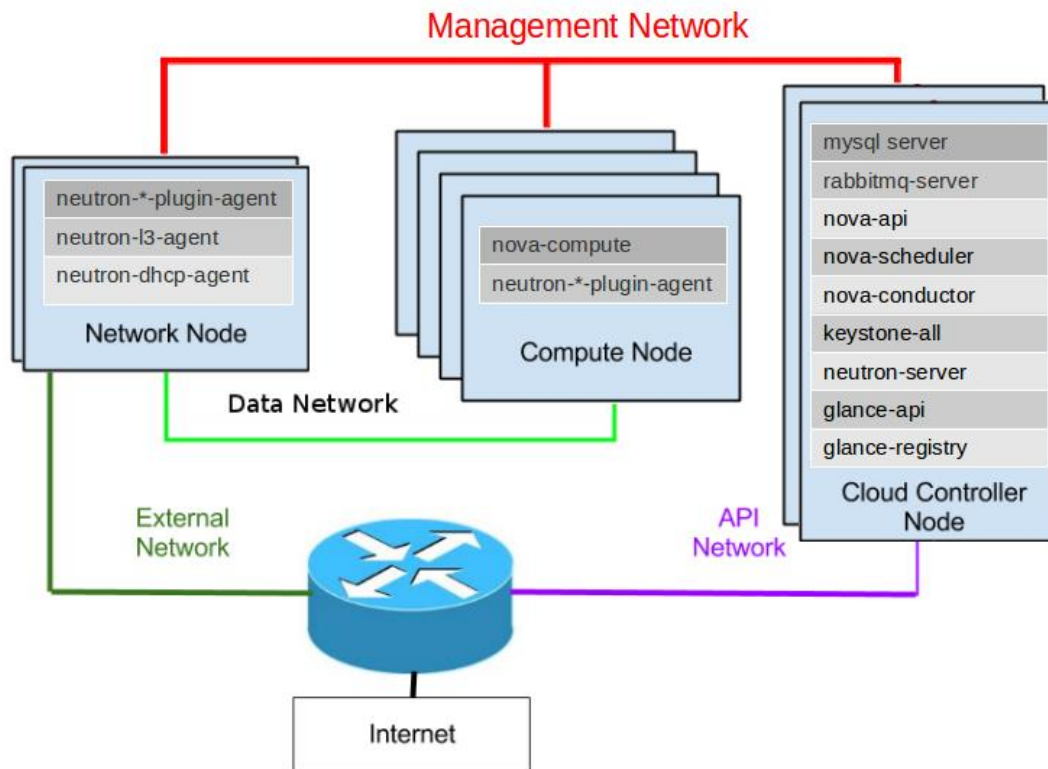 Management Network
neutron-*-plugin-agent
neutron-l3-agent
neutron-dhcp-agent
Network Node
nova-compute
neutron-*-plugin-agent
Compute Node
mysql server
rabbitmq-server
nova-api
nova-scheduler
nova-conductor
keystone-all
neutron-server
glance-api
glance-registry
Cloud Controller
Node
Data Network
External
Network
API
Network
Internet